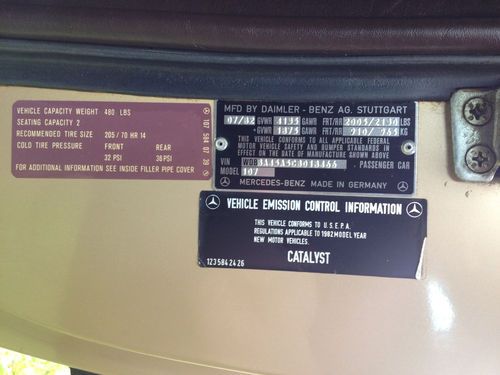 VEHICLE CAPACITY WEIGHT 480 LBS
SEATING CAPACITY 2
RECOMMENDED TIRE SIZE 205/70 HR 14
COLD TIRE PRESSURE FRONT REAR
32 PSI 36 PSI
FOR ADDITIONAL INFORMATION SEE INSIDE FILLER PIPE COVER
107 584 07 39
MFD BY DAIMLER - BENZ AG. STUTTGART
07/82 GVWR 4135 GAWR FRT/RR 2005/2130 LBS
GVWR 1875 GAWR FRT/RR 910/965 KG
THIS VEHICLE CONFORMS TO ALL APPLICABLE FEDERAL
MOTOR VEHICLE SAFETY AND BUMPER STANDARDS IN
EFFECT ON THE DATE OF MANUFACTURE SHOWN ABOVE
VIN PASSENGER CAR
MODEL 107
MERCEDES-BENZ MADE IN GERMANY
VEHICLE EMISSION CONTROL INFORMATION
THIS VEHICLE CONFORMS TO U.S.E.P.A.
REGULATIONS APPLICABLE TO 1982 MODEL YEAR
NEW MOTOR VEHICLES.
CATALYST
123 584 24 26